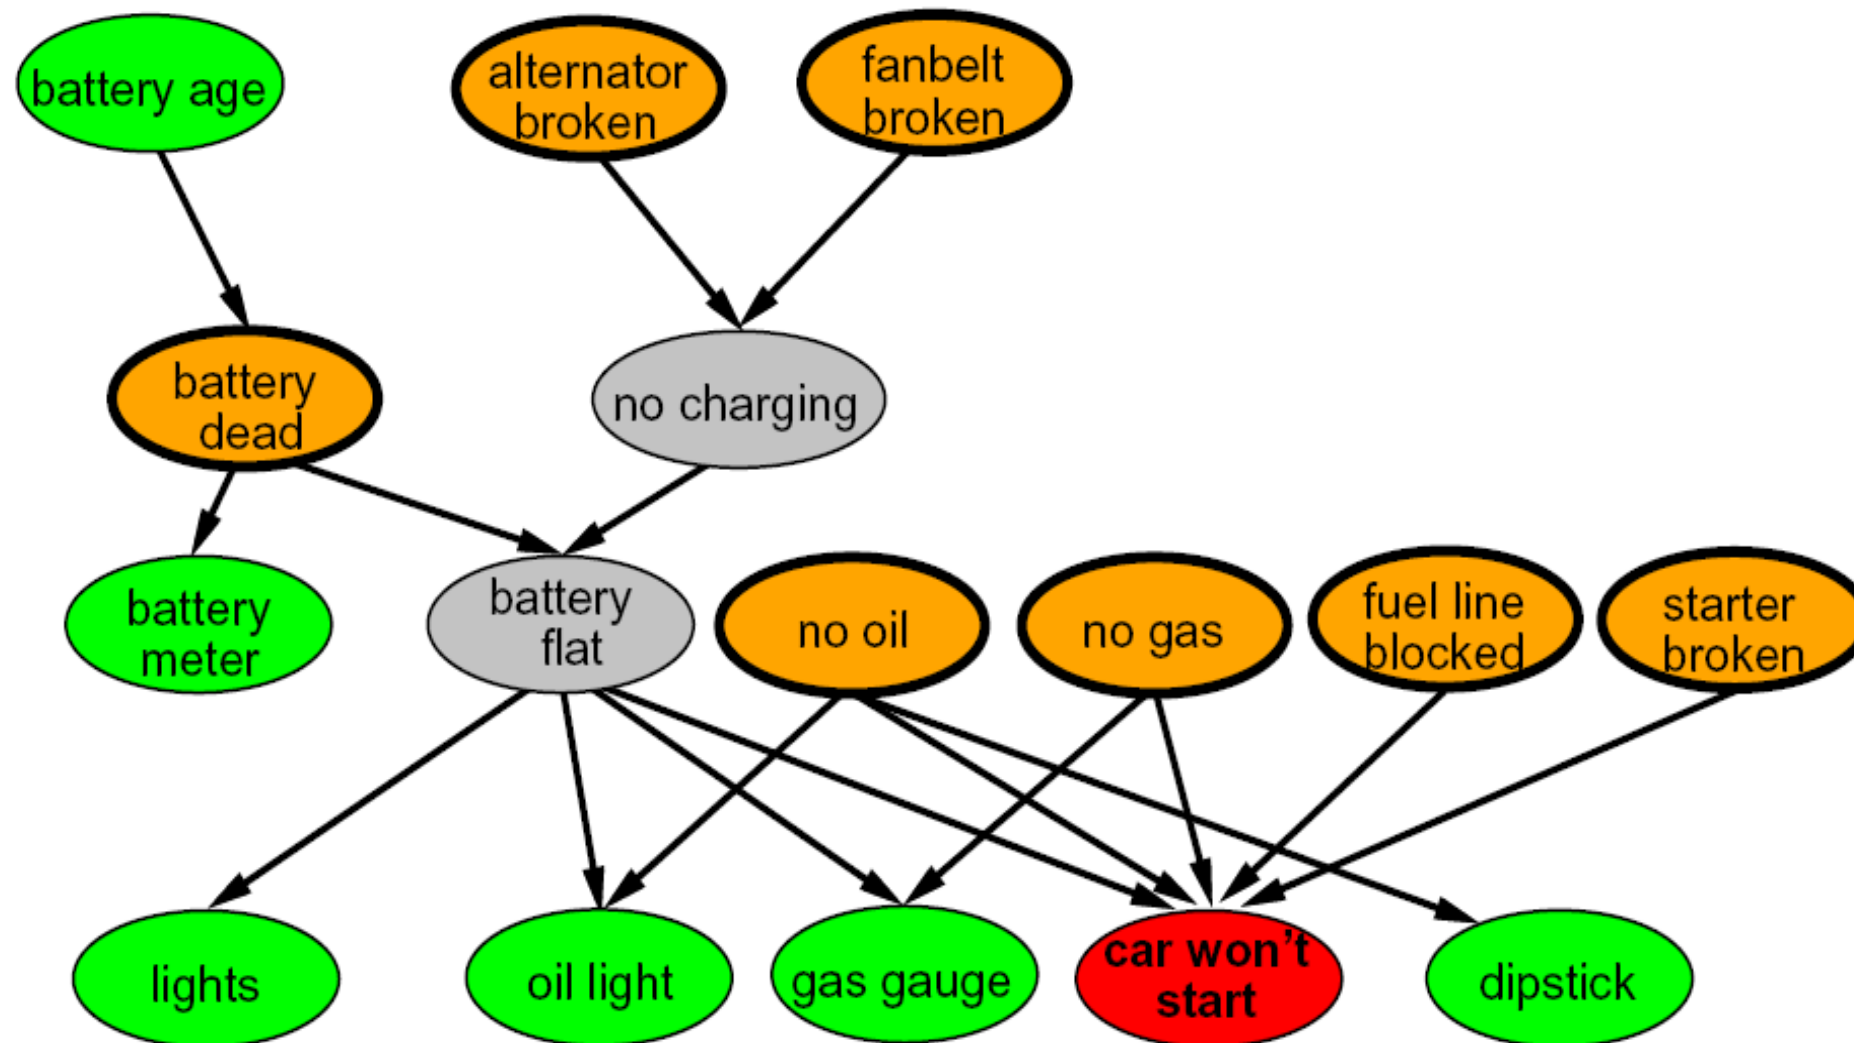 battery age
alternator
broken
fanbelt
broken
battery
dead
no charging
battery
meter
battery
flat
no oil
no gas
fuel line
blocked
starter
broken
lights
oil light
gas gauge
car won't
start
dipstick